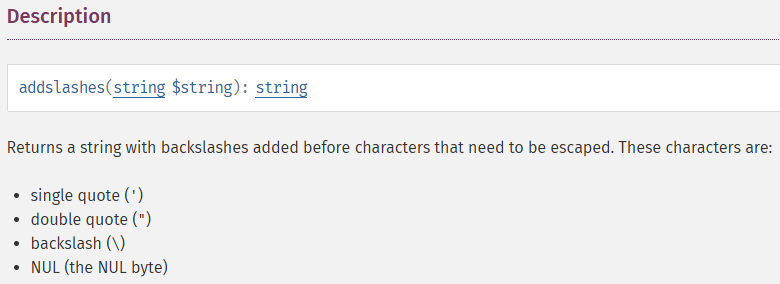 Description
addslashes(string $string): string
Returns a string with backslashes added before characters that need to be escaped. These characters are:
• single quote (')
• double quote (")
• backslash (\)
• NUL (the NUL byte)